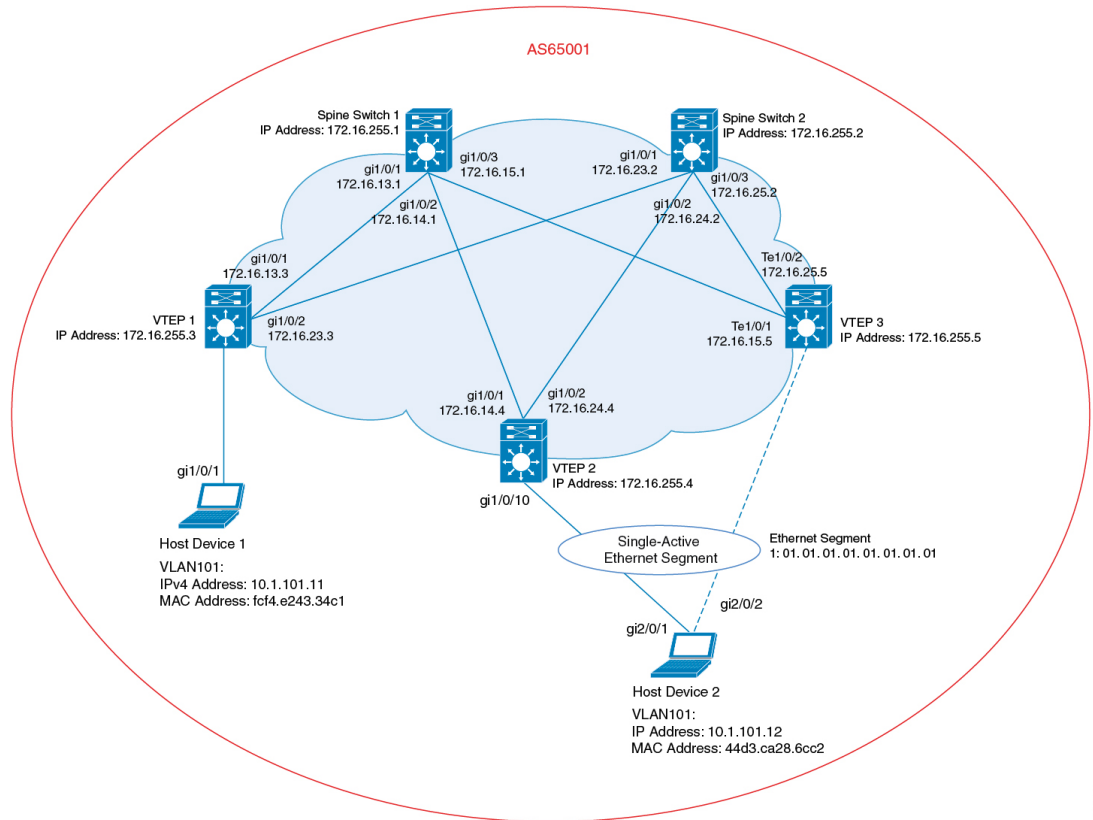 AS65001
Spine Switch 1
IP Address: 172.16.255.1
Spine Switch 2
IP Address: 172.16.255.2
gi1/0/3
172.16.15.1
gi1/0/1
172.16.13.1
gi1/0/2
172.16.14.1
gi1/0/1
172.16.23.2
gi1/0/3
172.16.25.2
gi1/0/2
172.16.24.2
gi1/0/1
172.16.13.3
Te1/0/2
172.16.25.5
VTEP 1
IP Address: 172.16.255.3
gi1/0/2
172.16.23.3
Te1/0/1
172.16.15.5
VTEP 3
IP Address: 172.16.255.5
gi1/0/1
172.16.14.4
gi1/0/2
172.16.24.4
VTEP 2
IP Address: 172.16.255.4
gi1/0/1
gi1/0/10
Host Device 1
VLAN101:
IPv4 Address: 10.1.101.11
MAC Address: fcf4.e243.34c1
Single-Active
Ethernet Segment
Ethernet Segment
1: 01.01.01.01.01.01.01.01.01
gi2/0/2
gi2/0/1
Host Device 2
VLAN101:
IP Address: 10.1.101.12
MAC Address: 44d3.ca28.6cc2